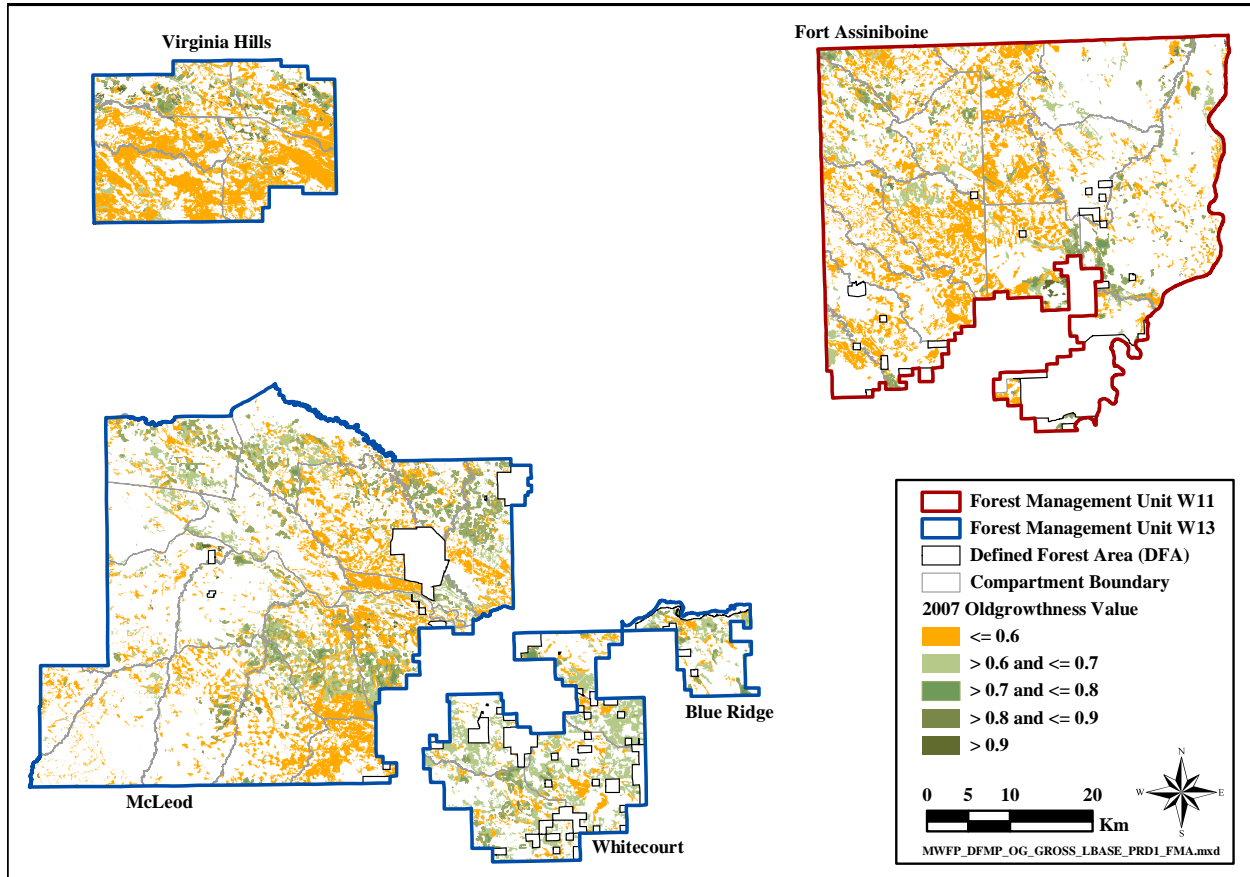 Virginia Hills
Fort Assiniboine
McLeod
Blue Ridge
Whitecourt
Forest Management Unit W11
Forest Management Unit W13
Defined Forest Area (DFA)
Compartment Boundary
2007 Oldgrowthness Value
<= 0.6
> 0.6 and <= 0.7
> 0.7 and <= 0.8
> 0.8 and <= 0.9
> 0.9
N
W E
S
0 5 10 20
Km
MWFP_DFMP_OG_GROSS_LBASE_PRD1_FMA.mxd